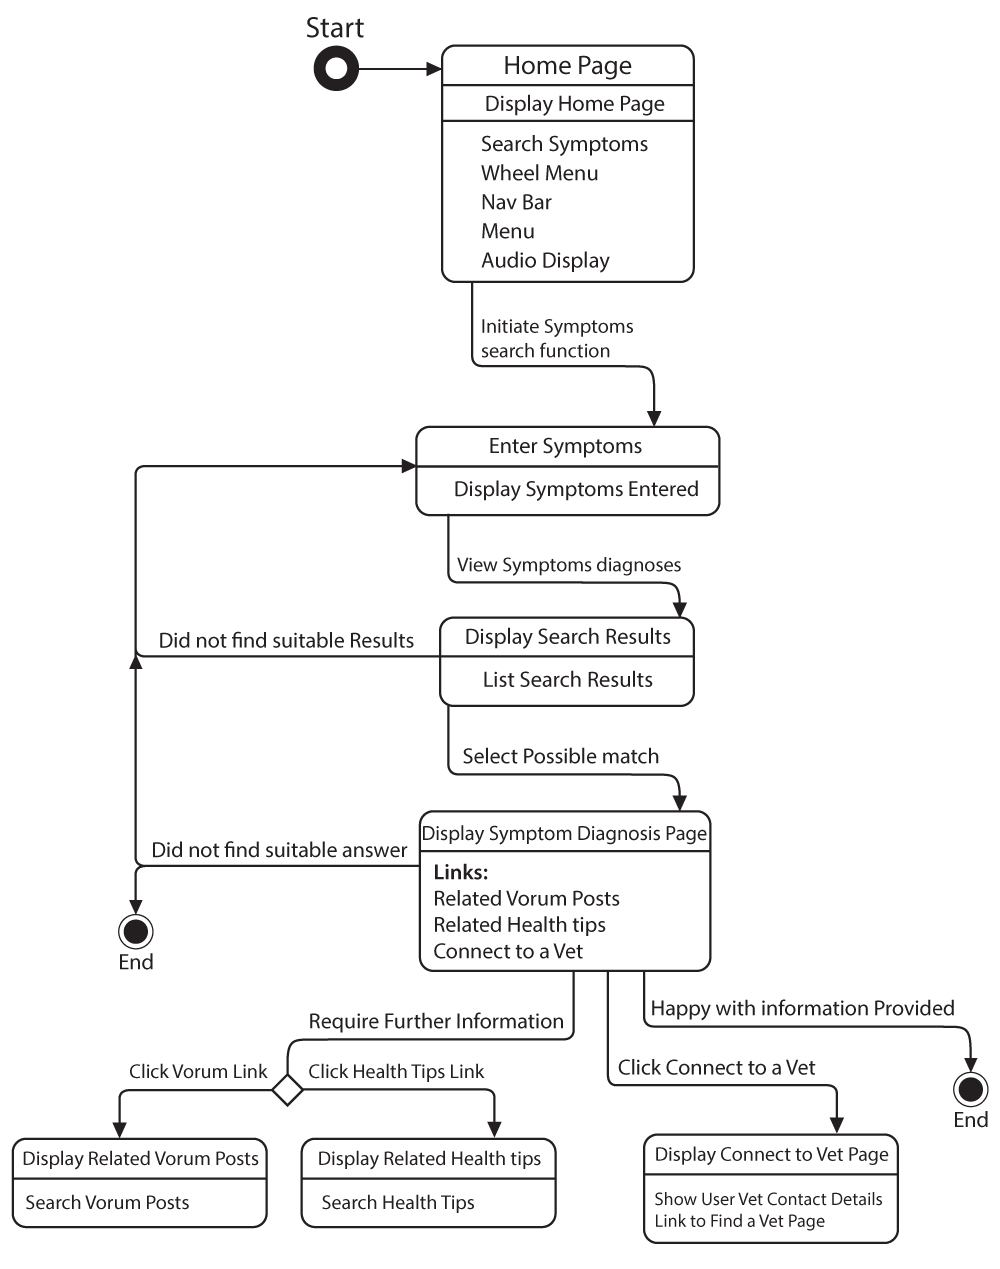 Start
Home Page
Display Home Page
Search Symptoms
Wheel Menu
Nav Bar
Menu
Audio Display
Initiate Symptoms
search function
Enter Symptoms
Display Symptoms Entered
View Symptoms diagnoses
Display Search Results
Did not find suitable Results
List Search Results
Select Possible match
Display Symptom Diagnosis Page
Did not find suitable answer
Links:
Related Vorum Posts
Related Health tips
Connect to a Vet
End
Happy with information Provided
Require Further Information
Click Connect to a Vet
Click Vorum Link
Click Health Tips Link
End
Display Related Vorum Posts
Search Vorum Posts
Display Related Health tips
Search Health Tips
Display Connect to Vet Page
Show User Vet Contact Details
Link to Find a Vet Page